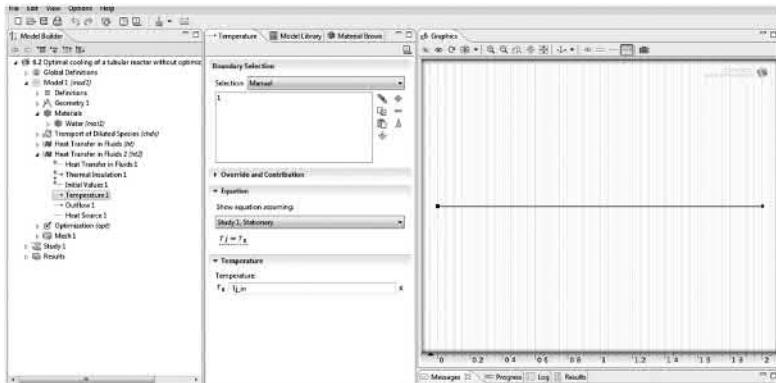 File Edit View Options Help
Model Builder
6.2 Optimal cooling of a tubular reactor without optimiz
Global Definitions
Model 1 (mod1)
Definitions
Geometry 1
Materials
Water (mat2)
Transport of Diluted Species (chds)
Heat Transfer in Fluids (ht)
Heat Transfer in Fluids 2 (ht2)
Heat Transfer in Fluids 1
Thermal Insulation 1
Initial Values 1
Temperature 1
Outflow 1
Heat Source 1
Optimization (opt)
Mesh 1
Study 1
Results
Temperature Model Library Material Brows
Boundary Selection
Selection: Manual
1
Override and Contribution
Equation
Show equation assuming:
Study 1, Stationary
Tj = T0
Temperature
Temperature:
T0 Tj_in K
Graphics
0 0.2 0.4 0.6 0.8 1 1.2 1.4 1.6 1.8 2
Messages Progress Log Results